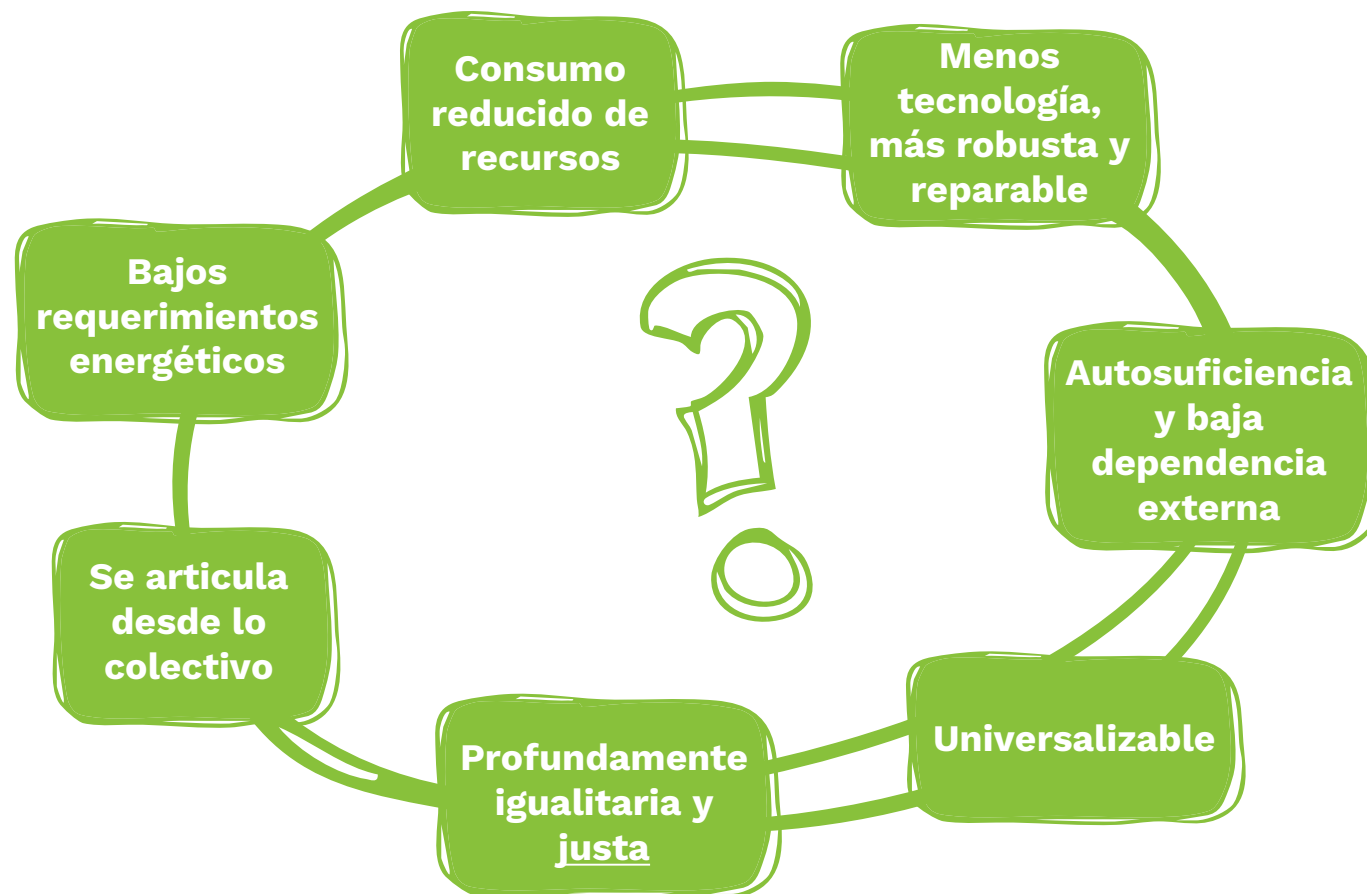 Consumo
reducido de
recursos
Menos
tecnología,
más robusta y
reparable
Autosuficiencia
y baja
dependencia
externa
Universalizable
Profundamente
igualitaria y
justa
Se articula
desde lo
colectivo
Bajos
requerimientos
energéticos
?